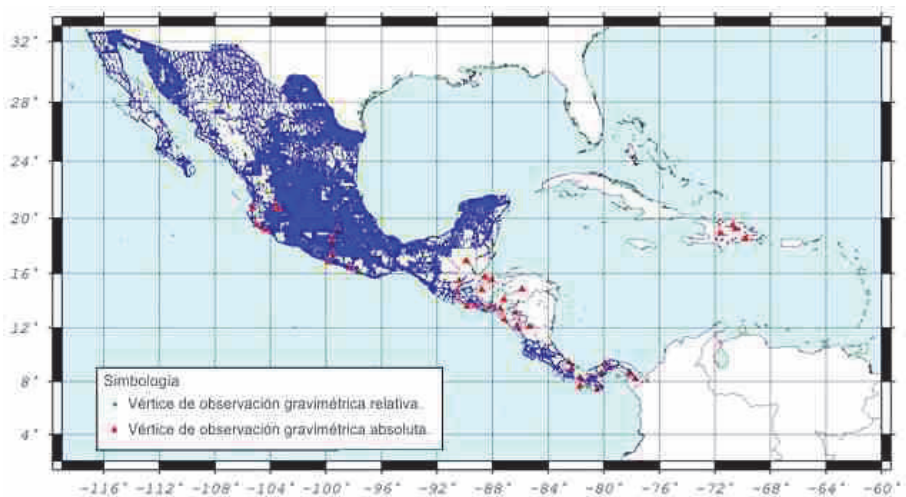 32°
28°
24°
20°
16°
12°
8°
4°
Simbología
Vértice de observación gravimétrica relativa.
Vértice de observación gravimétrica absoluta.
-116° -112° -108° -104° -100° -96° -92° -88° -84° -80° -76° -72° -68° -64° -60°